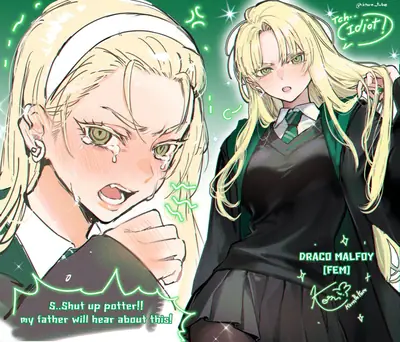 Tch..
Idiot!
DRACO MALFOY
[FEM]
S..Shut up potter!!
my father will hear about this!